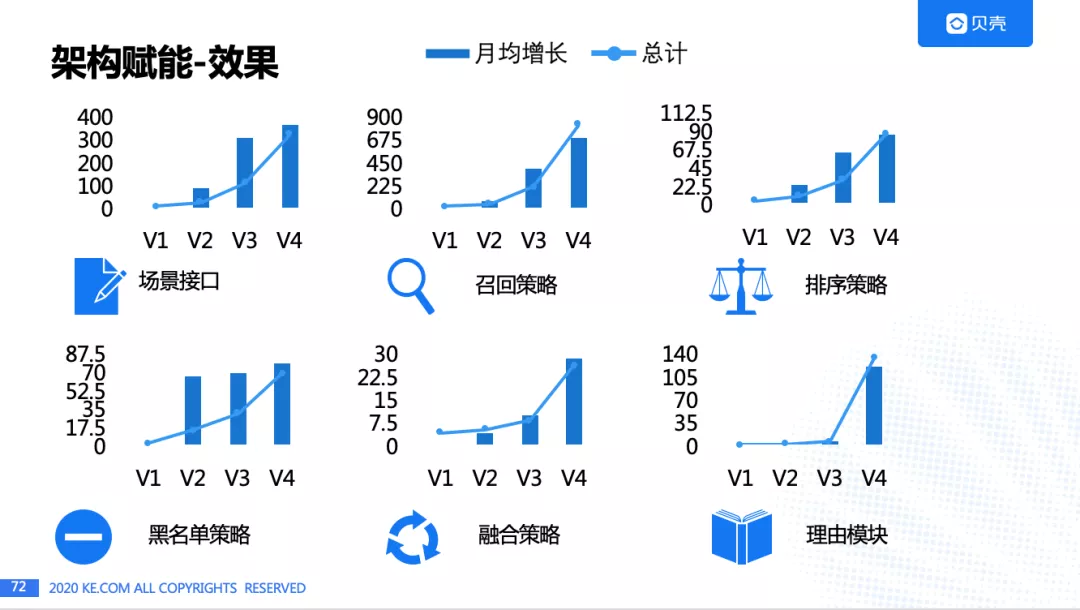 贝壳
架构赋能-效果
月均增长 总计
400
300
200
100
0
V1 V2 V3 V4
场景接口
900
675
450
225
0
V1 V2 V3 V4
召回策略
112.5
90
67.5
45
22.5
0
V1 V2 V3 V4
排序策略
87.5
70
52.5
35
17.5
0
V1 V2 V3 V4
黑名单策略
30
22.5
15
7.5
0
V1 V2 V3 V4
融合策略
140
105
70
35
0
V1 V2 V3 V4
理由模块
72 2020 KE.COM ALL COPYRIGHTS RESERVED